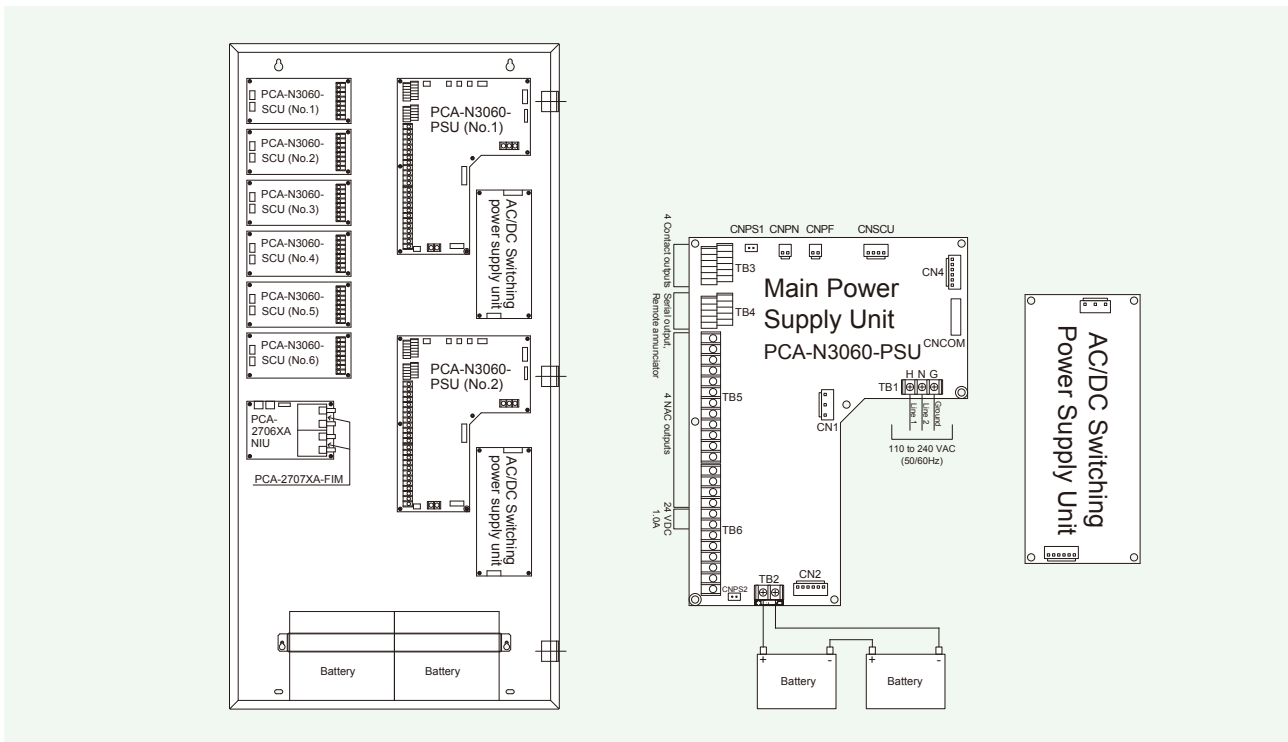 PCA-N3060-
SCU (No.1)
PCA-N3060-
SCU (No.2)
PCA-N3060-
SCU (No.3)
PCA-N3060-
SCU (No.4)
PCA-N3060-
SCU (No.5)
PCA-N3060-
SCU (No.6)
PCA-
2706XA
NIU
PCA-2707XA-FIM
PCA-N3060-
PSU (No.1)
AC/DC Switching
power supply unit
PCA-N3060-
PSU (No.2)
AC/DC Switching
power supply unit
Battery
Battery
4 Contact outputs
Serial output,
Remote annunciator
4 NAC outputs
24 VDC
1.0A
CNPS1
CNPN
CNPF
CNSCU
TB3
TB4
CN4
Main Power
Supply Unit
PCA-N3060-PSU
CNCOM
TB5
CN1
H N G
TB1
Line 1
Line 2
Ground
110 to 240 VAC
(50/60Hz)
TB6
CNPS2
TB2
CN2
+ -
Battery
+ -
Battery
AC/DC Switching
Power Supply Unit